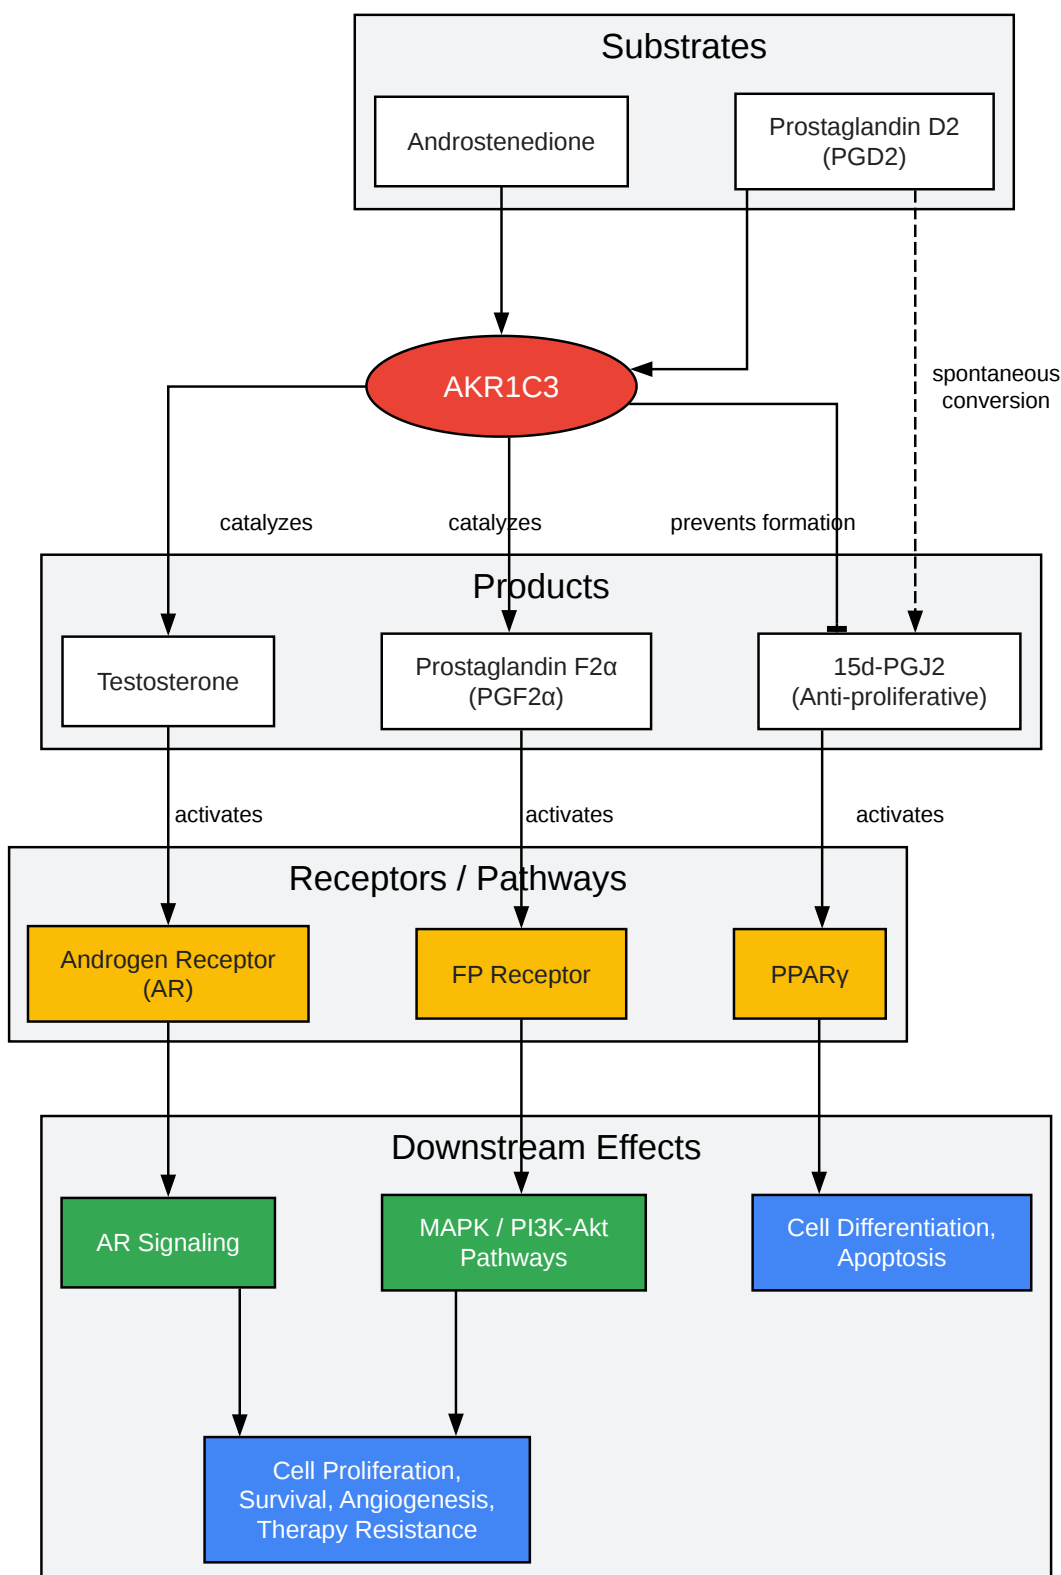 Substrates
Androstenedione
Prostaglandin D2
(PGD2)
AKR1C3
spontaneous
conversion
catalyzes
catalyzes
prevents formation
Products
Testosterone
Prostaglandin F2α
(PGF2α)
15d-PGJ2
(Anti-proliferative)
activates
activates
activates
Receptors / Pathways
Androgen Receptor
(AR)
FP Receptor
PPARγ
Downstream Effects
AR Signaling
MAPK / PI3K-Akt
Pathways
Cell Differentiation,
Apoptosis
Cell Proliferation,
Survival, Angiogenesis,
Therapy Resistance